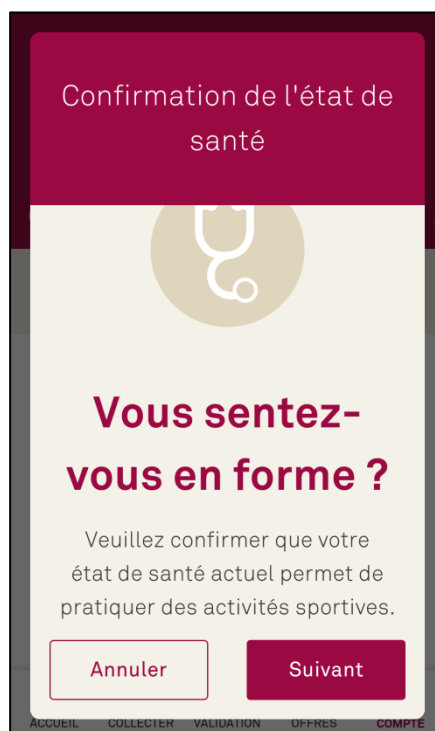 Confirmation de l'état de
santé
Vous sentez-
vous en forme ?
Veuillez confirmer que votre
état de santé actuel permet de
pratiquer des activités sportives.
Annuler Suivant
ACCUEIL COLLECTER VALIDATION OFFRES COMPTE